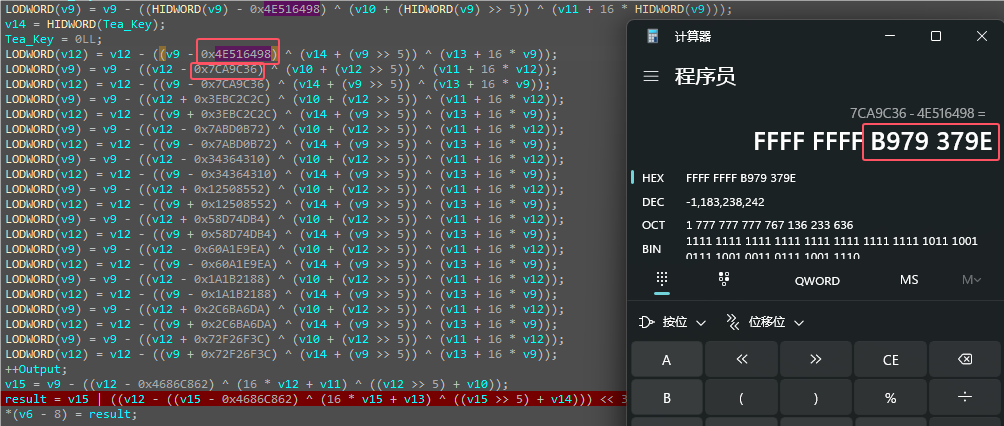 LODWORD(v9) = v9 - ((HIDWORD(v9) - 0x4E516498) ^ (v10 + (HIDWORD(v9) >> 5)) ^ (v11 + 16 * HIDWORD(v9)));
v14 = HIDWORD(Tea_Key);
Tea_Key = 0LL;
LODWORD(v12) = v12 - ((v9 - 0x4E516498) ^ (v14 + (v9 >> 5)) ^ (v13 + 16 * v9));
LODWORD(v9) = v9 - ((v12 - 0x7CA9C36) ^ (v10 + (v12 >> 5)) ^ (v11 + 16 * v12));
LODWORD(v12) = v12 - ((v9 - 0x7CA9C36) ^ (v14 + (v9 >> 5)) ^ (v13 + 16 * v9));
LODWORD(v9) = v9 - ((v12 + 0x3EBC2C2C) ^ (v10 + (v12 >> 5)) ^ (v11 + 16 * v12));
LODWORD(v12) = v12 - ((v9 + 0x3EBC2C2C) ^ (v14 + (v9 >> 5)) ^ (v13 + 16 * v9));
LODWORD(v9) = v9 - ((v12 - 0x7ABD0B72) ^ (v10 + (v12 >> 5)) ^ (v11 + 16 * v12));
LODWORD(v12) = v12 - ((v9 - 0x7ABD0B72) ^ (v14 + (v9 >> 5)) ^ (v13 + 16 * v9));
LODWORD(v9) = v9 - ((v12 - 0x34364310) ^ (v10 + (v12 >> 5)) ^ (v11 + 16 * v12));
LODWORD(v12) = v12 - ((v9 - 0x34364310) ^ (v14 + (v9 >> 5)) ^ (v13 + 16 * v9));
LODWORD(v9) = v9 - ((v12 + 0x12508552) ^ (v10 + (v12 >> 5)) ^ (v11 + 16 * v12));
LODWORD(v12) = v12 - ((v9 + 0x12508552) ^ (v14 + (v9 >> 5)) ^ (v13 + 16 * v9));
LODWORD(v9) = v9 - ((v12 + 0x58D74DB4) ^ (v10 + (v12 >> 5)) ^ (v11 + 16 * v12));
LODWORD(v12) = v12 - ((v9 + 0x58D74DB4) ^ (v14 + (v9 >> 5)) ^ (v13 + 16 * v9));
LODWORD(v9) = v9 - ((v12 - 0x60A1E9EA) ^ (v10 + (v12 >> 5)) ^ (v11 + 16 * v12));
LODWORD(v12) = v12 - ((v9 - 0x60A1E9EA) ^ (v14 + (v9 >> 5)) ^ (v13 + 16 * v9));
LODWORD(v9) = v9 - ((v12 - 0x1A1B2188) ^ (v10 + (v12 >> 5)) ^ (v11 + 16 * v12));
LODWORD(v12) = v12 - ((v9 - 0x1A1B2188) ^ (v14 + (v9 >> 5)) ^ (v13 + 16 * v9));
LODWORD(v9) = v9 - ((v12 + 0x2C6BA6DA) ^ (v10 + (v12 >> 5)) ^ (v11 + 16 * v12));
LODWORD(v12) = v12 - ((v9 + 0x2C6BA6DA) ^ (v14 + (v9 >> 5)) ^ (v13 + 16 * v9));
LODWORD(v9) = v9 - ((v12 + 0x72F26F3C) ^ (v10 + (v12 >> 5)) ^ (v11 + 16 * v12));
LODWORD(v12) = v12 - ((v9 + 0x72F26F3C) ^ (v14 + (v9 >> 5)) ^ (v13 + 16 * v9));
++Output;
v15 = v9 - ((v12 - 0x4686C862) ^ (16 * v12 + v11) ^ ((v12 >> 5) + v10));
result = v15 | ((v12 - ((v15 - 0x4686C862) ^ (16 * v15 + v13) ^ ((v15 >> 5) + v14))) << 3
*(v6 - 8) = result;
计算器
程序员
7CA9C36 - 4E516498 =
FFFF FFFF B979 379E
HEX FFFF FFFF B979 379E
DEC -1,183,238,242
OCT 1 777 777 777 767 136 233 636
BIN 1111 1111 1111 1111 1111 1111 1111 1111 1011 1001
0111 1001 0011 0111 1001 1110
QWORD MS M
按位 位移位
A « » CE
B ( ) % ÷